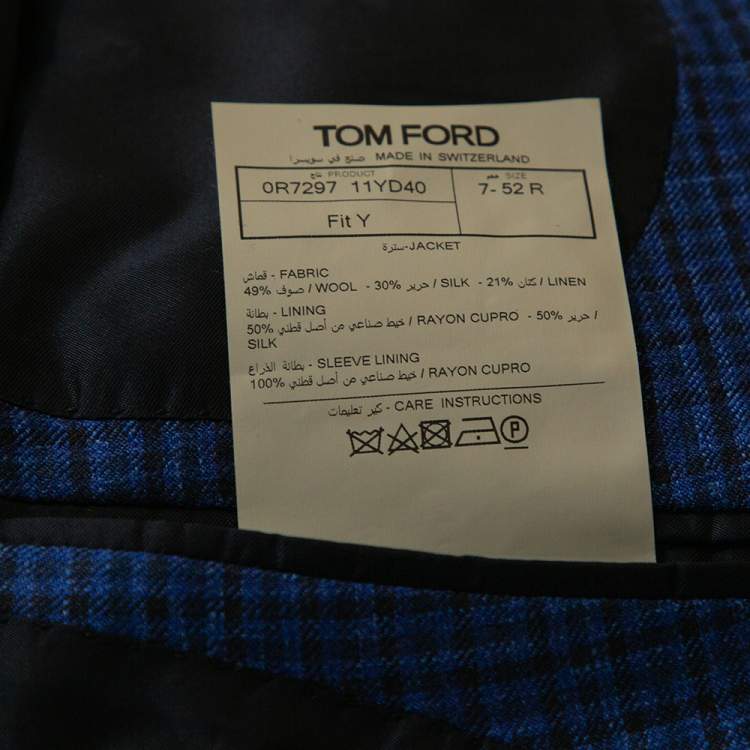 TOM FORD
صنع في سويسرا MADE IN SWITZERLAND
نتاج PRODUCT
0R7297 11YD40
حجم SIZE
7- 52 R
Fit Y
سترة-JACKET
قماش - FABRIC
49% صوف / WOOL - 30% حرير / SILK - 21% كتان / LINEN
بطانة - LINING
50% خيط صناعي من أصل قطني / RAYON CUPRO - 50% حرير /
SILK
بطانة الذراع - SLEEVE LINING
100% خيط صناعي من أصل قطني / RAYON CUPRO
كير تعليمات - CARE INSTRUCTIONS
P